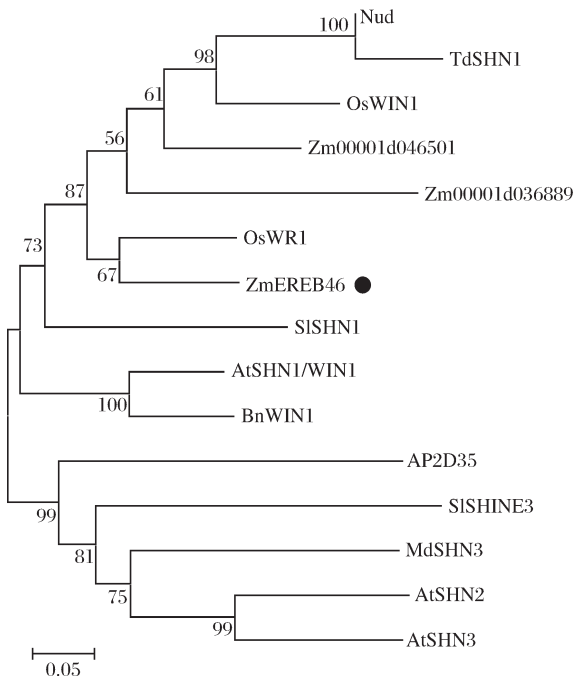 100 Nud
98 TdSHN1
61 OsWIN1
56 Zm00001d046501
87 Zm00001d036889
73 OsWR1
67 ZmEREB46
SlSHN1
AtSHN1/WIN1
100 BnWIN1
AP2D35
99 SlSHINE3
81 MdSHN3
75 AtSHN2
99 AtSHN3
0.05